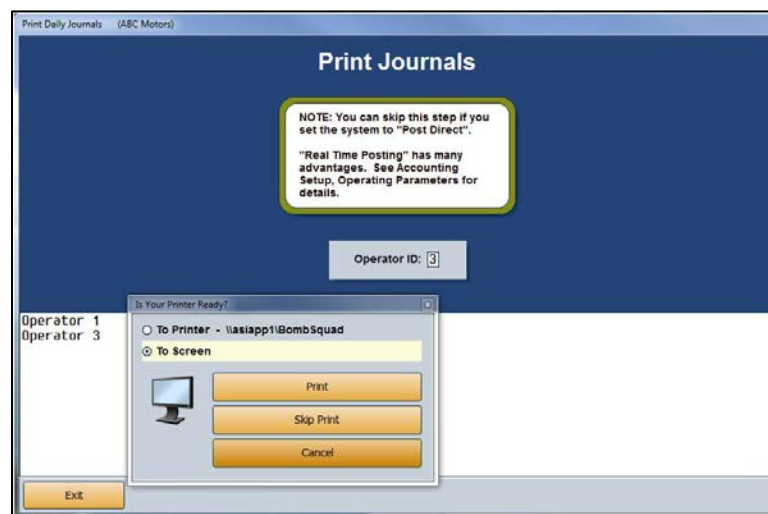 Print Daily Journals (ABC Motors)
Print Journals
NOTE: You can skip this step if you
set the system to "Post Direct".
"Real Time Posting" has many
advantages. See Accounting
Setup, Operating Parameters for
details.
Operator ID: 3
Operator 1
Operator 3
Is Your Printer Ready?
To Printer - \\asiapp1\BombSquad
To Screen
Print
Skip Print
Cancel
Exit